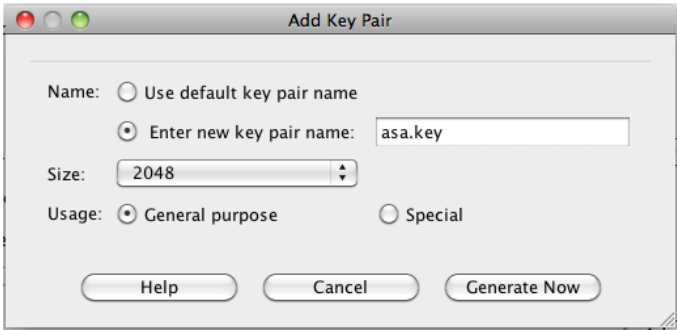 Add Key Pair
Name: Use default key pair name
Enter new key pair name: asa.key
Size: 2048
Usage: General purpose Special
Help Cancel Generate Now